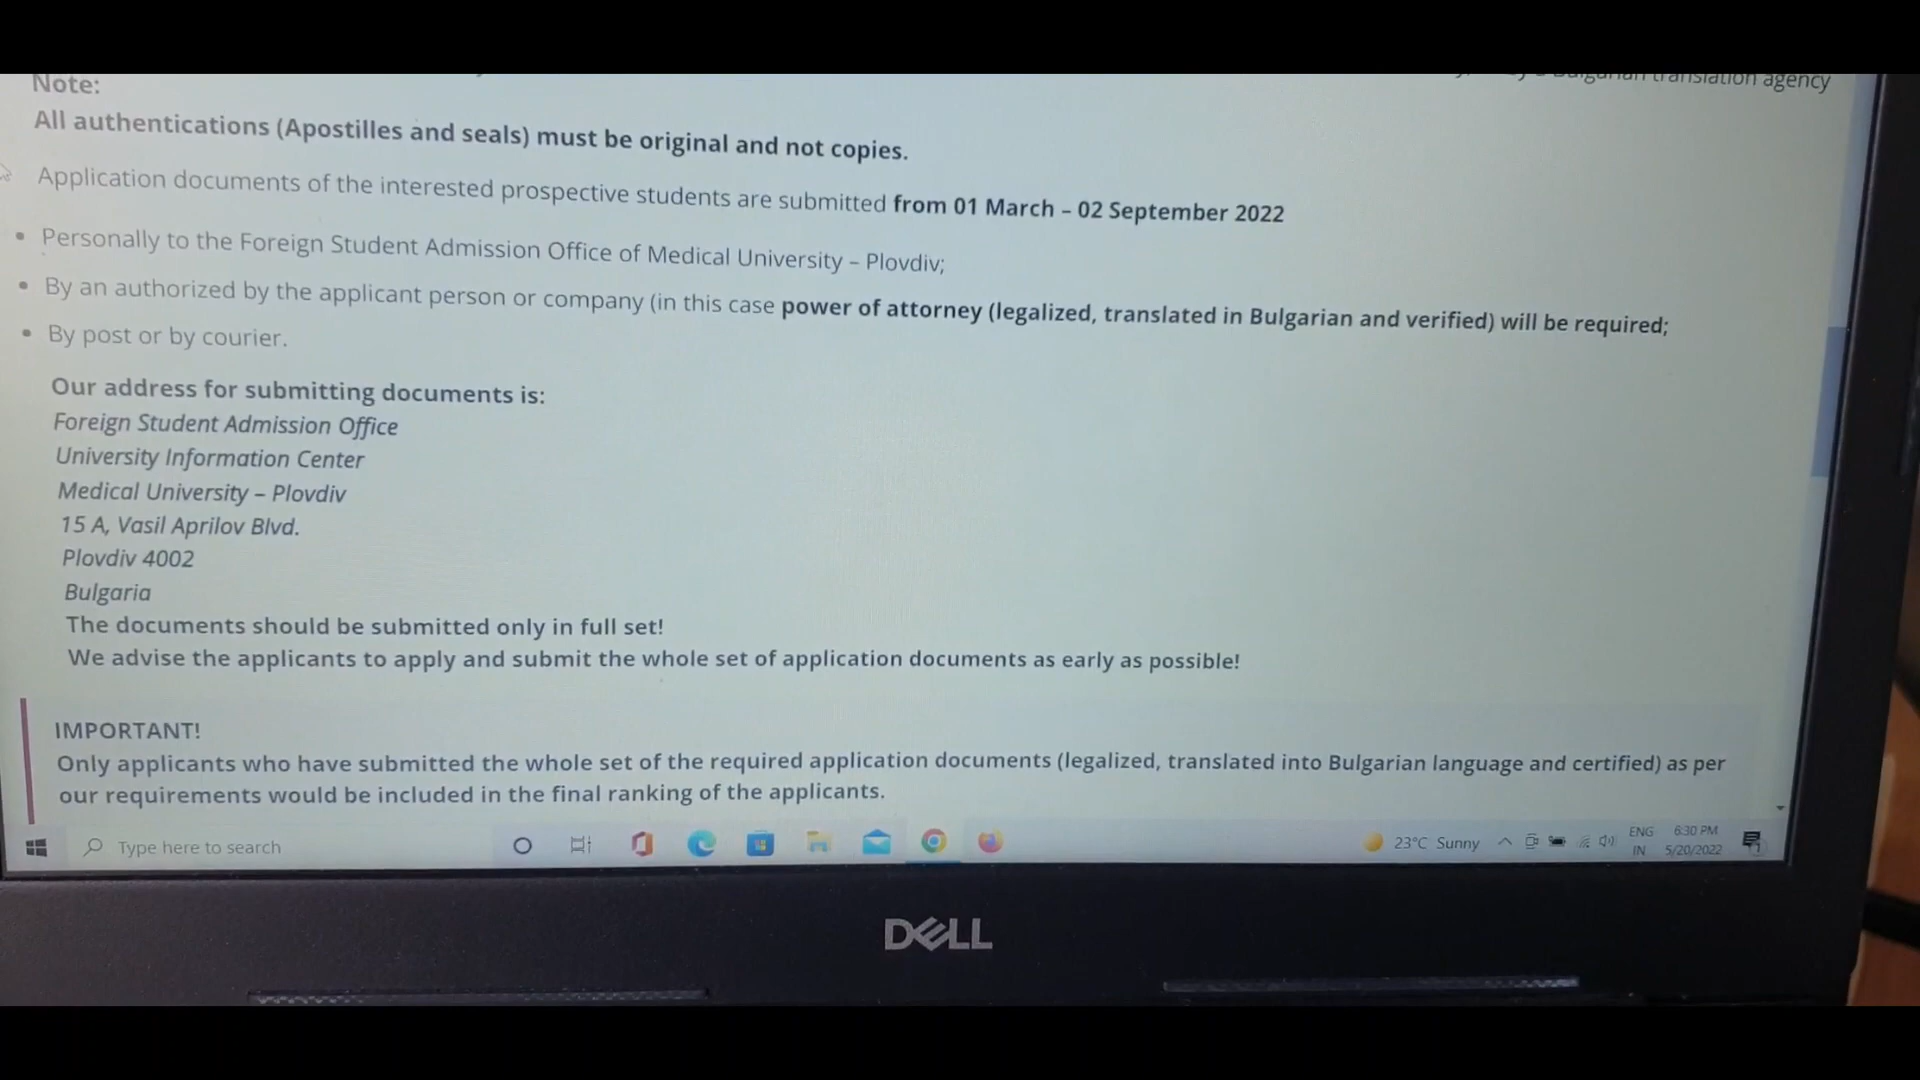 Bulgarian translation agency
Note:
All authentications (Apostilles and seals) must be original and not copies.
Application documents of the interested prospective students are submitted from 01 March – 02 September 2022
• Personally to the Foreign Student Admission Office of Medical University – Plovdiv;
• By an authorized by the applicant person or company (in this case power of attorney (legalized, translated in Bulgarian and verified) will be required;
• By post or by courier.
Our address for submitting documents is:
Foreign Student Admission Office
University Information Center
Medical University – Plovdiv
15 A, Vasil Aprilov Blvd.
Plovdiv 4002
Bulgaria
The documents should be submitted only in full set!
We advise the applicants to apply and submit the whole set of application documents as early as possible!
IMPORTANT!
Only applicants who have submitted the whole set of the required application documents (legalized, translated into Bulgarian language and certified) as per
our requirements would be included in the final ranking of the applicants.
Type here to search
23°C Sunny
ENG
IN
6:30 PM
5/20/2022
DELL